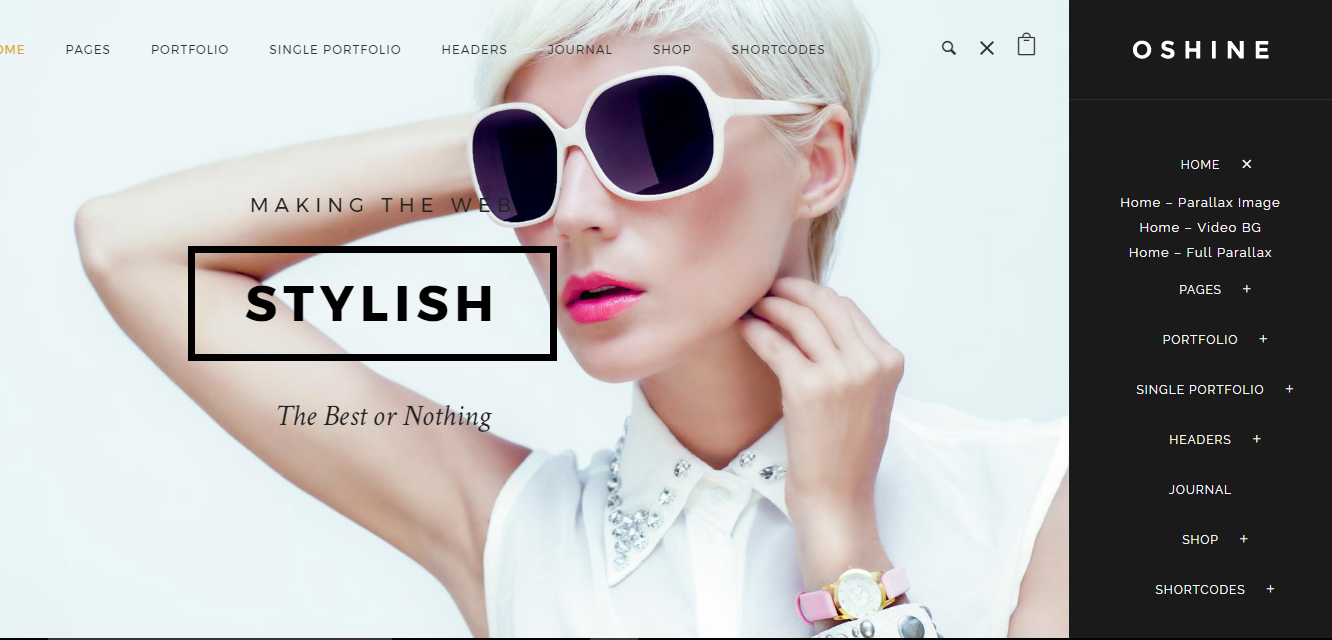 OME PAGES PORTFOLIO SINGLE PORTFOLIO HEADERS JOURNAL SHOP SHORTCODES
MAKING THE WEB
STYLISH
The Best or Nothing
OSHINE
HOME ×
Home – Parallax Image
Home – Video BG
Home – Full Parallax
PAGES +
PORTFOLIO +
SINGLE PORTFOLIO +
HEADERS +
JOURNAL
SHOP +
SHORTCODES +